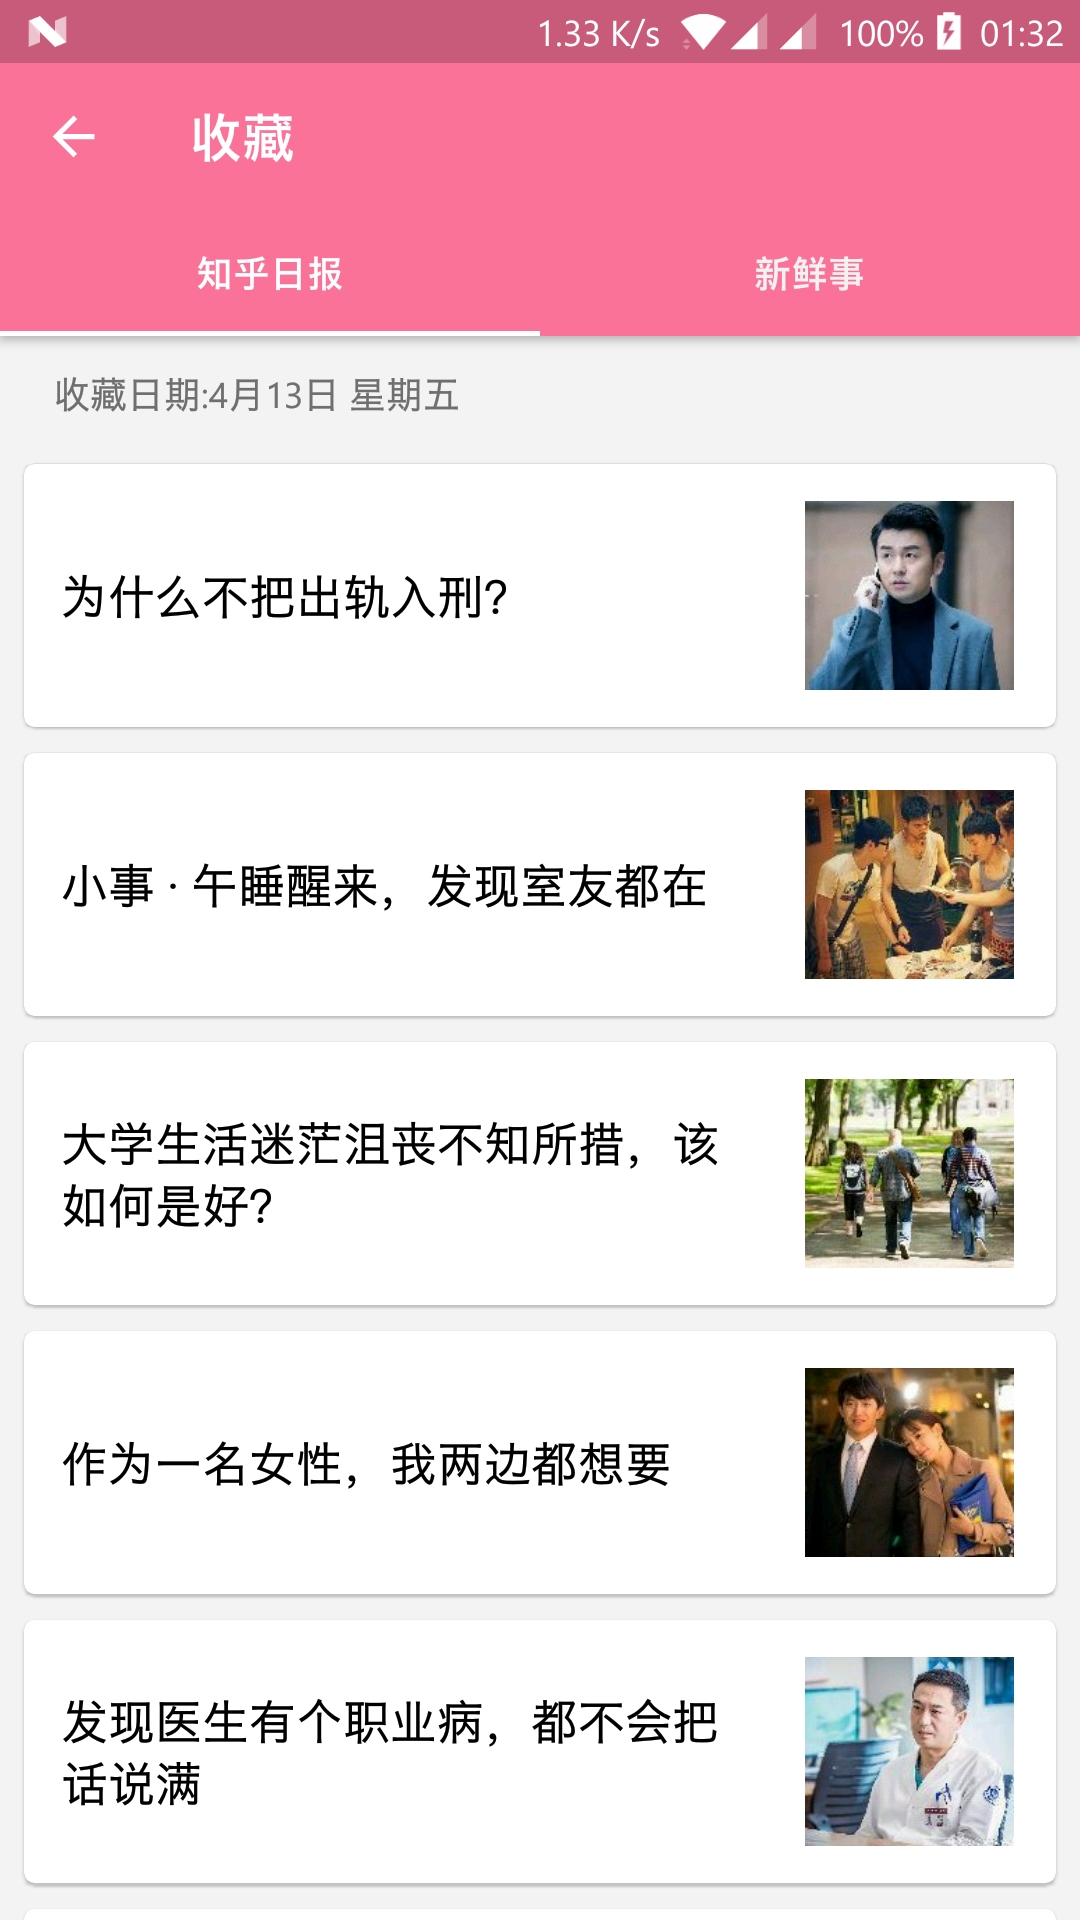 1.33 K/s 100% 01:32
收藏
知乎日报 新鲜事
收藏日期:4月13日 星期五
为什么不把出轨入刑?
小事 · 午睡醒来，发现室友都在
大学生活迷茫沮丧不知所措，该
如何是好?
作为一名女性，我两边都想要
发现医生有个职业病，都不会把
话说满